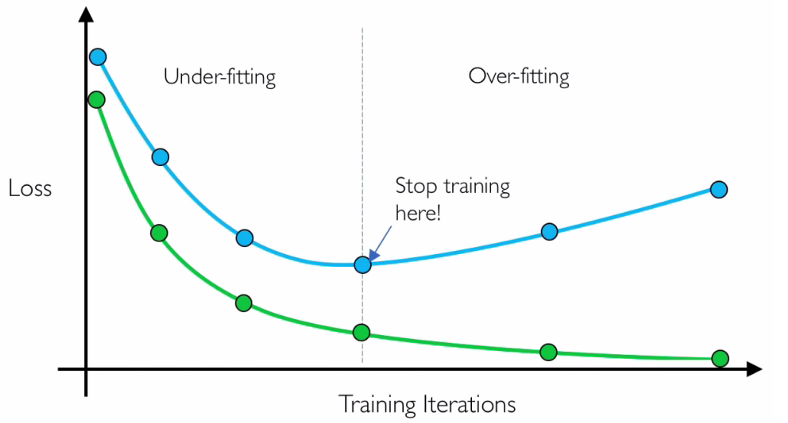 Under-fitting
Over-fitting
Loss
Stop training
here!
Training Iterations